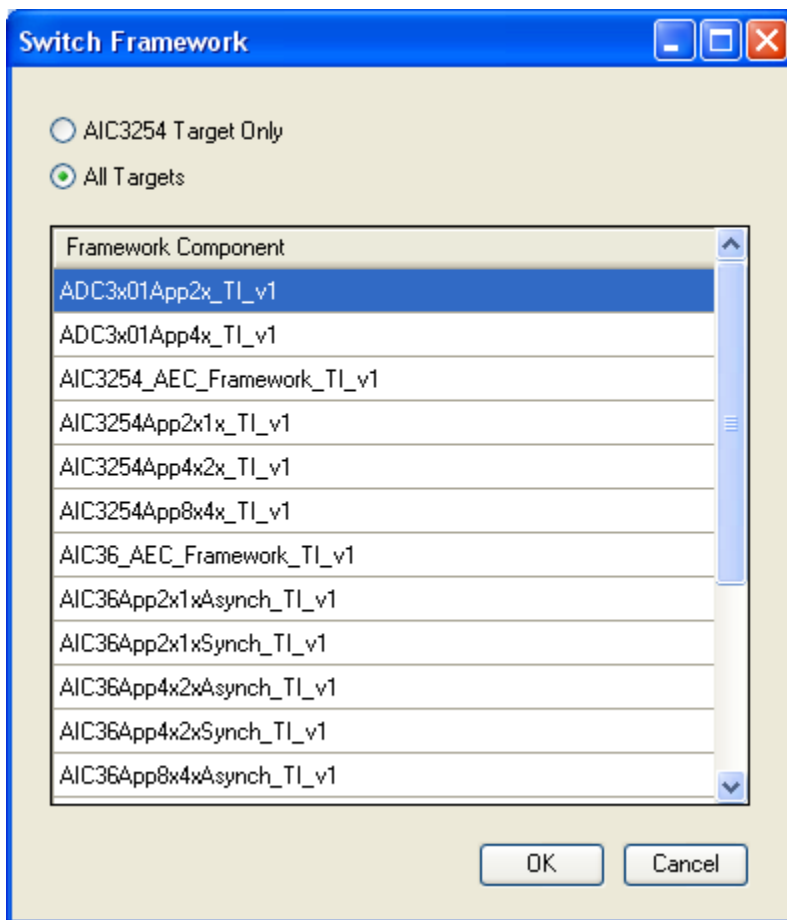 Switch Framework
AIC3254 Target Only
All Targets
Framework Component
ADC3x01App2x_TI_v1
ADC3x01App4x_TI_v1
AIC3254_AEC_Framework_TI_v1
AIC3254App2x1x_TI_v1
AIC3254App4x2x_TI_v1
AIC3254App8x4x_TI_v1
AIC36_AEC_Framework_TI_v1
AIC36App2x1xAsynch_TI_v1
AIC36App2x1xSynch_TI_v1
AIC36App4x2xAsynch_TI_v1
AIC36App4x2xSynch_TI_v1
AIC36App8x4xAsynch_TI_v1
OK Cancel